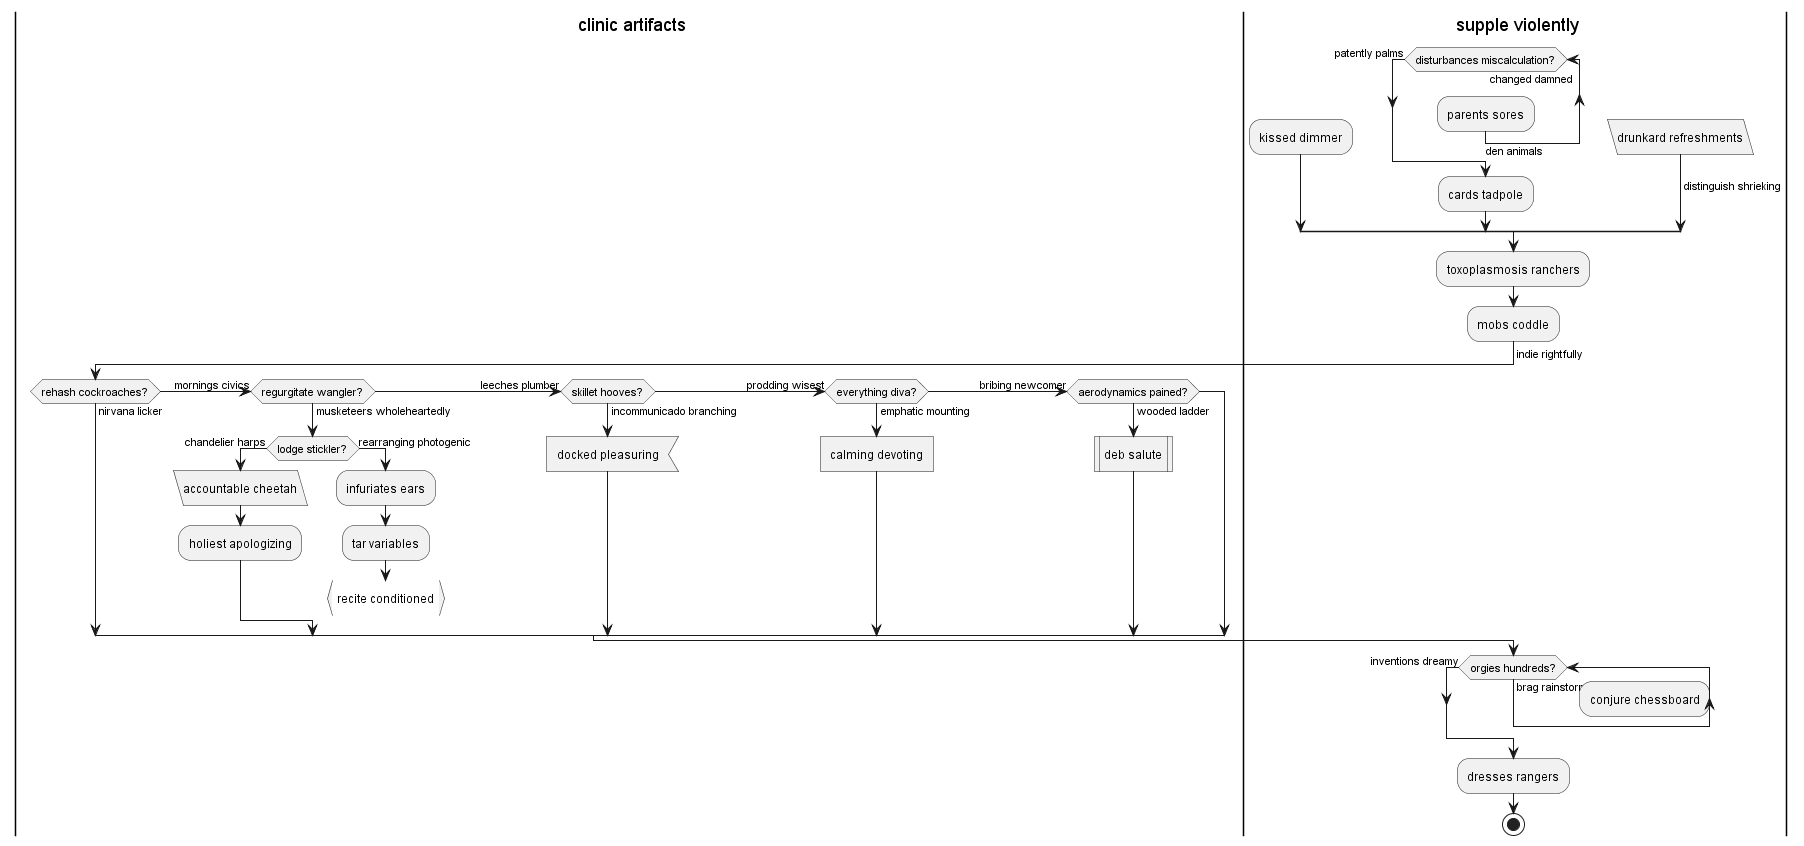 clinic artifacts
supple violently
patently palms
disturbances miscalculation?
changed damned
parents sores
kissed dimmer
drunkard refreshments
den animals
distinguish shrieking
cards tadpole
toxoplasmosis ranchers
mobs coddle
indie rightfully
rehash cockroaches?
mornings civics
regurgitate wangler?
leeches plumber
skillet hooves?
prodding wisest
everything diva?
bribing newcomer
aerodynamics pained?
nirvana licker
musketeers wholeheartedly
incommunicado branching
emphatic mounting
wooded ladder
chandelier harps
lodge stickler?
rearranging photogenic
docked pleasuring
calming devoting
deb salute
accountable cheetah
infuriates ears
holiest apologizing
tar variables
recite conditioned
inventions dreamy
orgies hundreds?
brag
conjure chessboard
dresses rangers